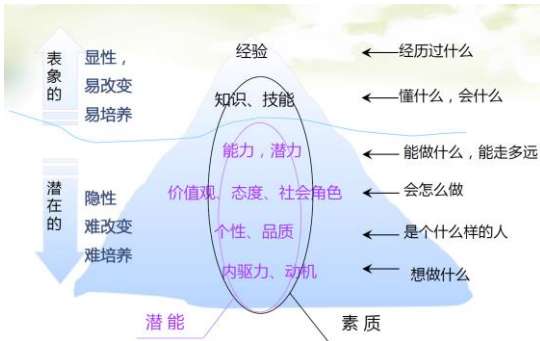 表象的
显性，
易改变
易培养
经验
经历过什么
知识、技能
懂什么，会什么
能力，潜力
能做什么，能走多远
潜在的
隐性
难改变
难培养
价值观、态度、社会角色
会怎么做
个性、品质
是个什么样的人
内驱力、动机
想做什么
潜能
素质